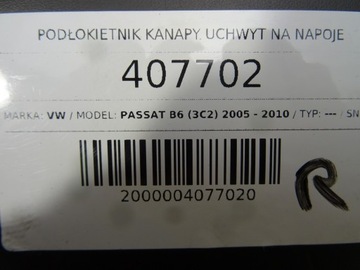 PODŁOKIETNIK KANAPY. UCHWYT NA NAPOJE
407702
MARKA: VW / MODEL: PASSAT B6 (3C2) 2005 - 2010 / TYP: --- / SN
2000004077020
R